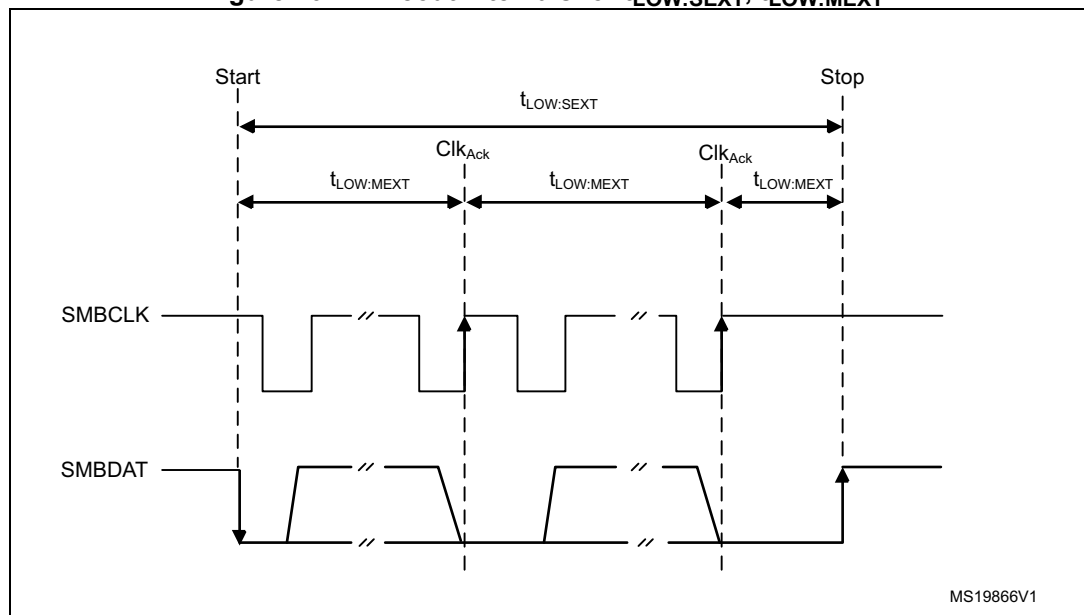 Start
Stop
tLOW:SEXT
ClkAck
ClkAck
tLOW:MEXT
tLOW:MEXT
tLOW:MEXT
SMBCLK
SMBDAT
MS19866V1